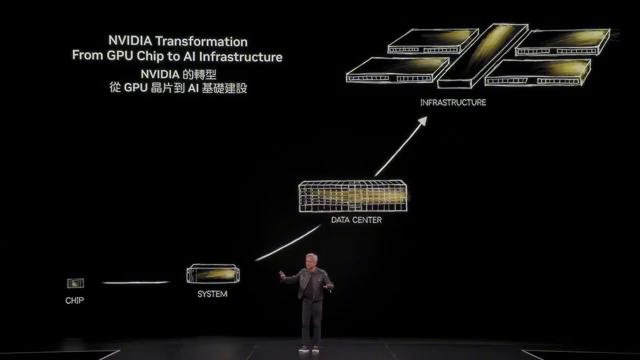 NVIDIA Transformation
From GPU Chip to AI Infrastructure
NVIDIA 的轉型
從 GPU 晶片到 AI 基礎建設
INFRASTRUCTURE
DATA CENTER
SYSTEM
CHIP